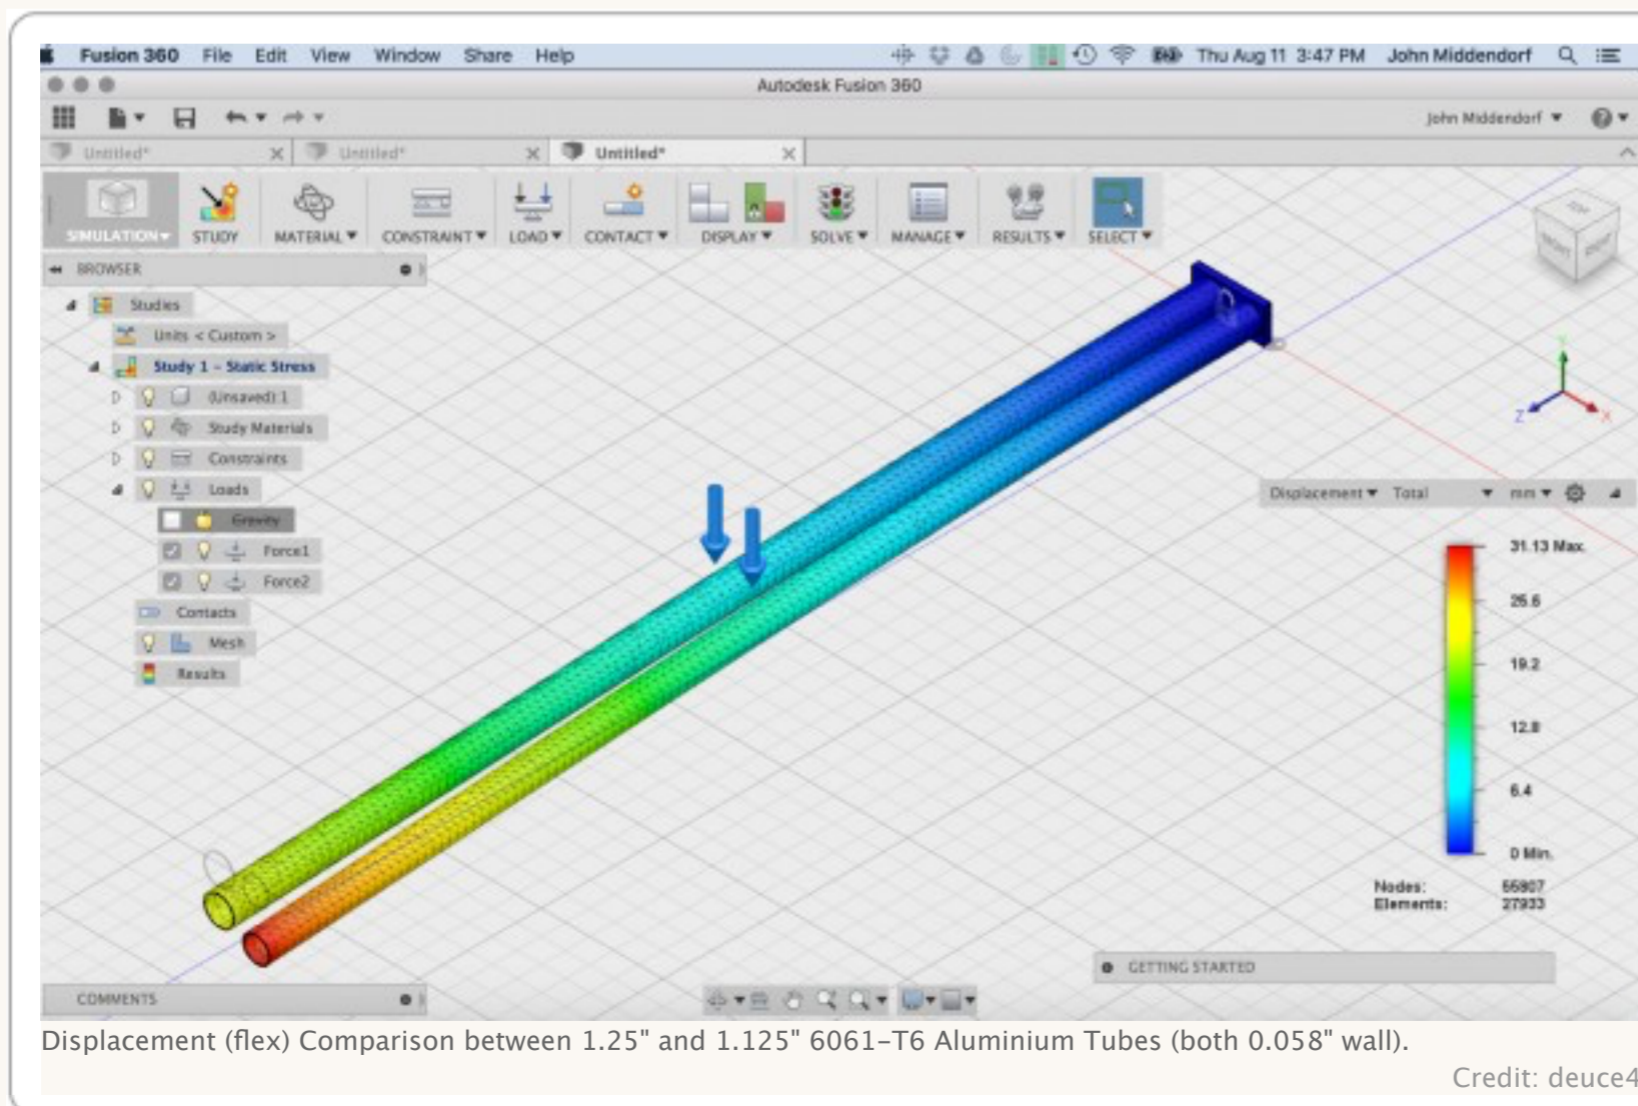 Fusion 360 File Edit View Window Share Help Thu Aug 11 3:47 PM John Middendorf
Autodesk Fusion 360
John Middendorf
Untitled* Untitled* Untitled*
SIMULATION STUDY MATERIAL CONSTRAINT LOAD CONTACT DISPLAY SOLVE MANAGE RESULTS SELECT
BROWSER
Studies
Units < Custom >
Study 1 - Static Stress
(Unsaved):1
Study Materials
Constraints
Loads
Gravity
Force1
Force2
Contacts
Mesh
Results
TOP
FRONT RIGHT
Y
Z X
Displacement Total mm
31.13 Max.
25.6
19.2
12.8
6.4
0 Min.
Nodes: 55807
Elements: 27933
GETTING STARTED
COMMENTS
Displacement (flex) Comparison between 1.25" and 1.125" 6061-T6 Aluminium Tubes (both 0.058" wall).
Credit: deuce4